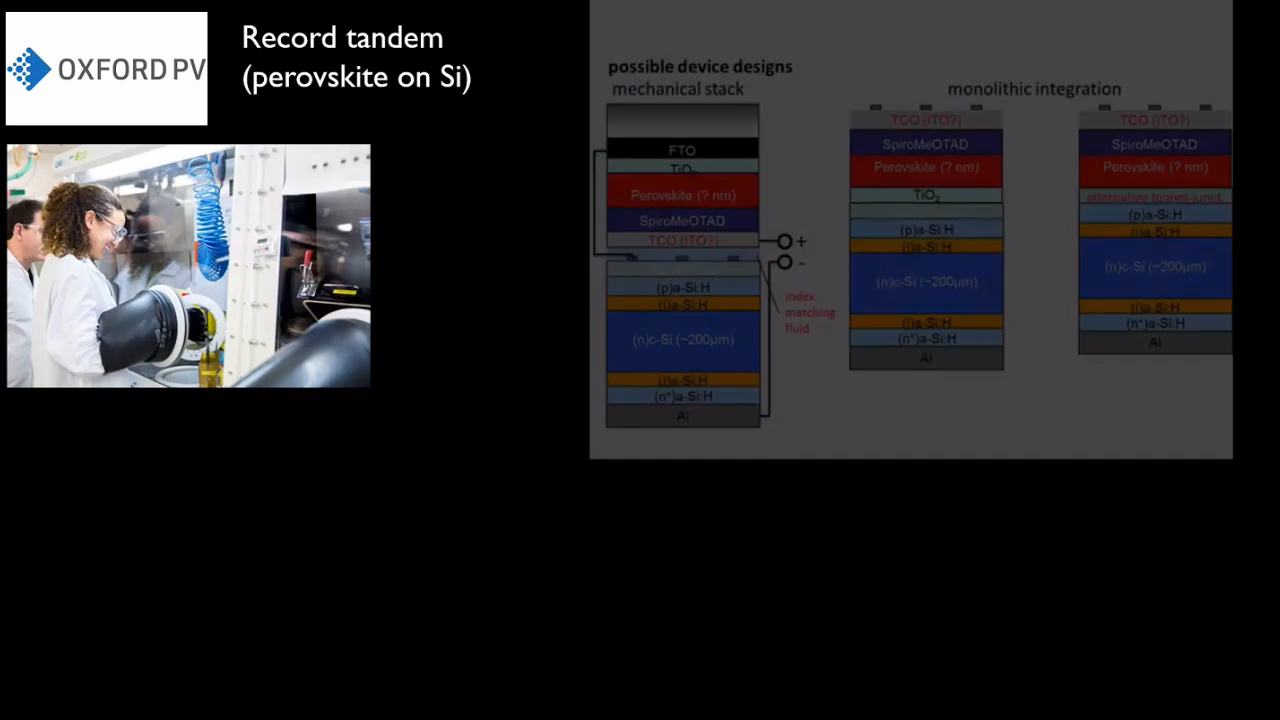 OXFORD PV
Record tandem
(perovskite on Si)
possible device designs
mechanical stack
monolithic integration
FTO
TiO₂
Perovskite (? nm)
SpiroMeOTAD
TCO (ITO?)
+
-
(p)a-Si:H
(i)a-Si:H
(n)c-Si (~200µm)
(i)a-Si:H
(n⁺)a-Si:H
Al
index
matching
fluid
TCO (ITO?)
SpiroMeOTAD
Perovskite (? nm)
TiO₂
(p)a-Si:H
(i)a-Si:H
(n)c-Si (~200µm)
(i)a-Si:H
(n⁺)a-Si:H
Al
TCO (ITO?)
SpiroMeOTAD
Perovskite (? nm)
alternative tunnel-junct.
(p)a-Si:H
(i)a-Si:H
(n)c-Si (~200µm)
(i)a-Si:H
(n⁺)a-Si:H
Al